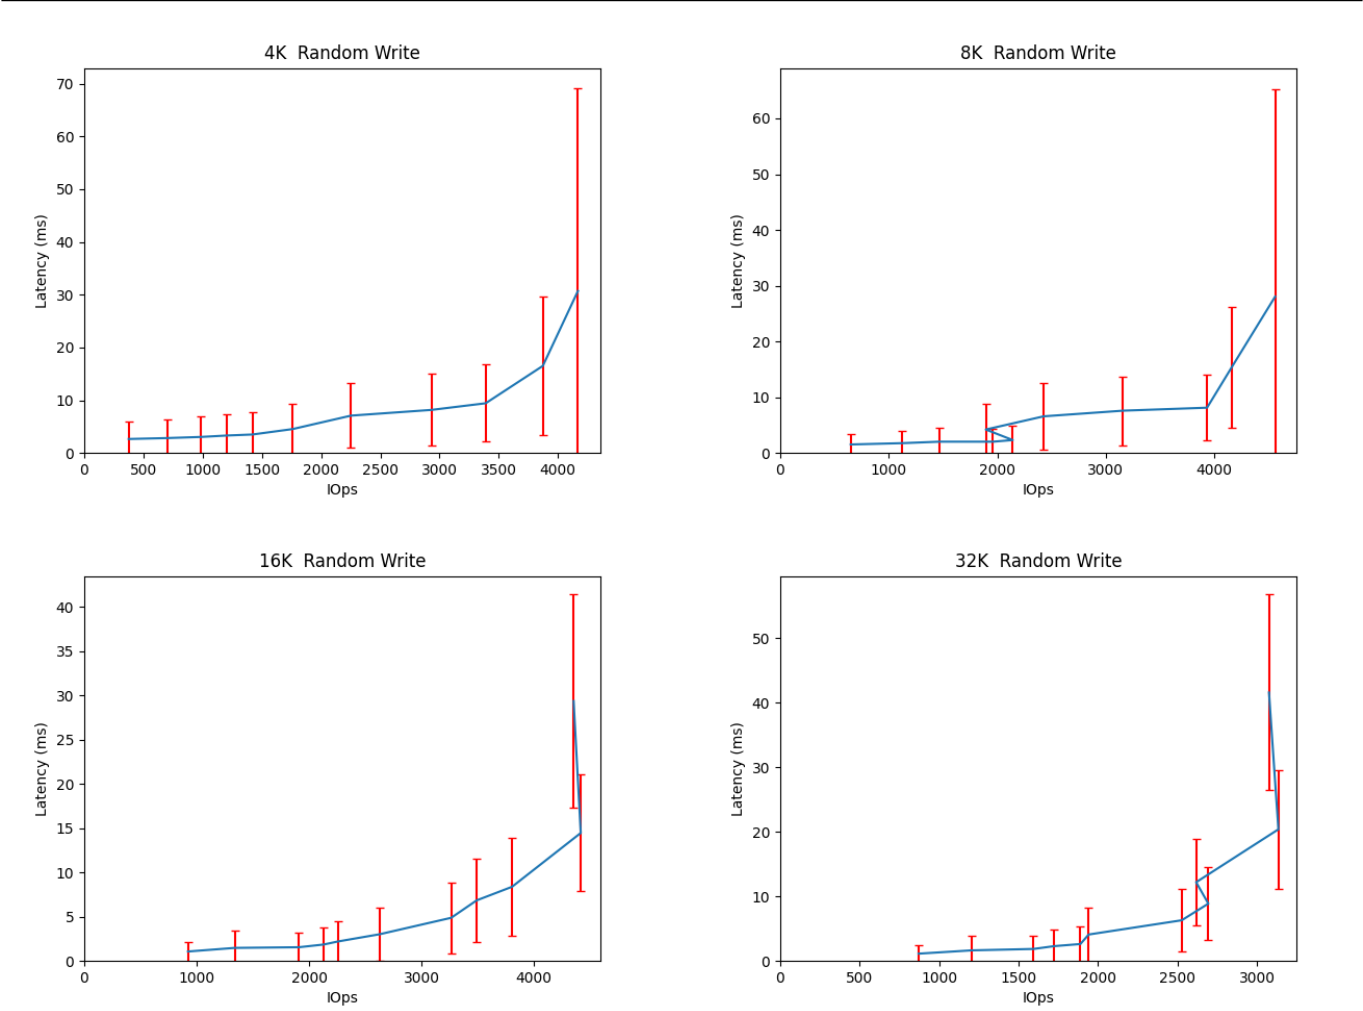 4K  Random Write
70
60
50
40
30
20
10
0
Latency (ms)
0 500 1000 1500 2000 2500 3000 3500 4000
IOps
8K  Random Write
60
50
40
30
20
10
0
Latency (ms)
0 1000 2000 3000 4000
IOps
16K  Random Write
40
35
30
25
20
15
10
5
0
Latency (ms)
0 1000 2000 3000 4000
IOps
32K  Random Write
50
40
30
20
10
0
Latency (ms)
0 500 1000 1500 2000 2500 3000
IOps